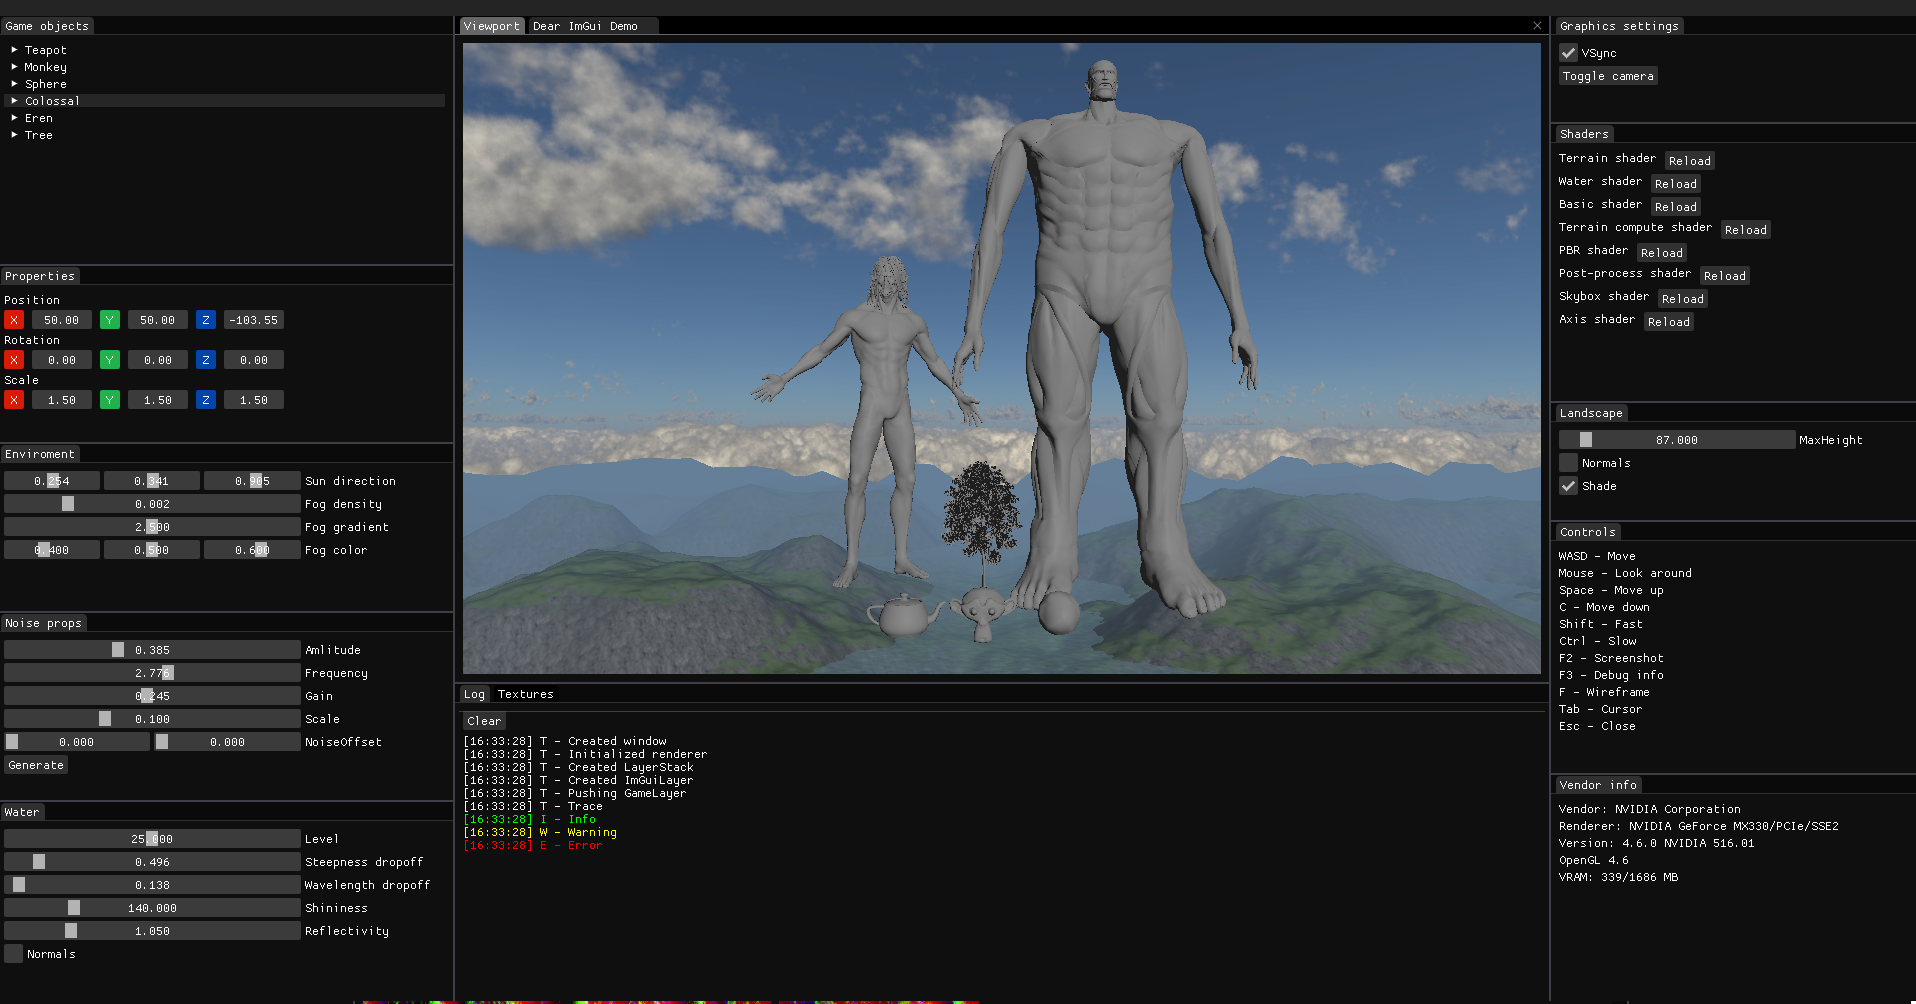 Game objects
Teapot
Monkey
Sphere
Colossal
Eren
Tree
Properties
Position
X 50.00 Y 50.00 Z -103.55
Rotation
X 0.00 Y 0.00 Z 0.00
Scale
X 1.50 Y 1.50 Z 1.50
Enviroment
0.254 0.341 0.905 Sun direction
0.002 Fog density
2.500 Fog gradient
0.400 0.500 0.600 Fog color
Noise props
0.385 Amlitude
2.776 Frequency
0.245 Gain
0.100 Scale
0.000 0.000 NoiseOffset
Generate
Water
25.000 Level
0.496 Steepness dropoff
0.138 Wavelength dropoff
140.000 Shininess
1.050 Reflectivity
Normals
Viewport Dear ImGui Demo
Log Textures
Clear
[16:33:28] T - Created window
[16:33:28] T - Initialized renderer
[16:33:28] T - Created LayerStack
[16:33:28] T - Created ImGuiLayer
[16:33:28] T - Pushing GameLayer
[16:33:28] T - Trace
[16:33:28] I - Info
[16:33:28] W - Warning
[16:33:28] E - Error
Graphics settings
VSync
Toggle camera
Shaders
Terrain shader Reload
Water shader Reload
Basic shader Reload
Terrain compute shader Reload
PBR shader Reload
Post-process shader Reload
Skybox shader Reload
Axis shader Reload
Landscape
87.000 MaxHeight
Normals
Shade
Controls
WASD - Move
Mouse - Look around
Space - Move up
C - Move down
Shift - Fast
Ctrl - Slow
F2 - Screenshot
F3 - Debug info
F - Wireframe
Tab - Cursor
Esc - Close
Vendor info
Vendor: NVIDIA Corporation
Renderer: NVIDIA GeForce MX330/PCIe/SSE2
Version: 4.6.0 NVIDIA 516.01
OpenGL 4.6
VRAM: 339/1686 MB